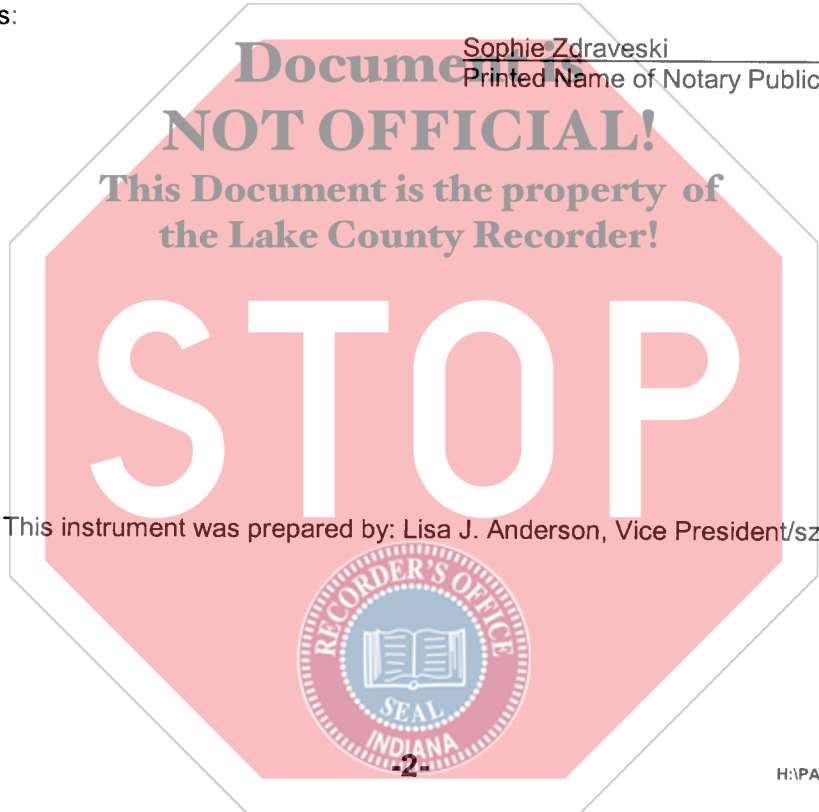 s:
Sophie Zdraveski
Printed Name of Notary Public
Document is
NOT OFFICIAL!
This Document is the property of
the Lake County Recorder!
STOP
This instrument was prepared by: Lisa J. Anderson, Vice President/sz
RECORDER'S OFFICE
SEAL
INDIANA
-2-
H:\PA